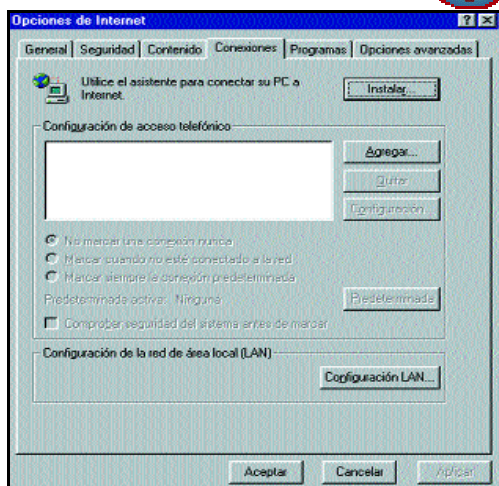 Opciones de Internet
General Seguridad Contenido Conexiones Programas Opciones avanzadas
Utilice el asistente para conectar su PC a
Internet.
Instalar...
Configuración de acceso telefónico
Agregar...
Quitar
Configuración...
No marcar una conexión nunca
Marcar cuando no esté conectado a la red
Marcar siempre la conexión predeterminada
Predeterminada activa: Ninguna
Predeterminada
Comprobar seguridad del sistema antes de marcar
Configuración de la red de área local (LAN)
Configuración LAN...
Aceptar Cancelar Aplicar